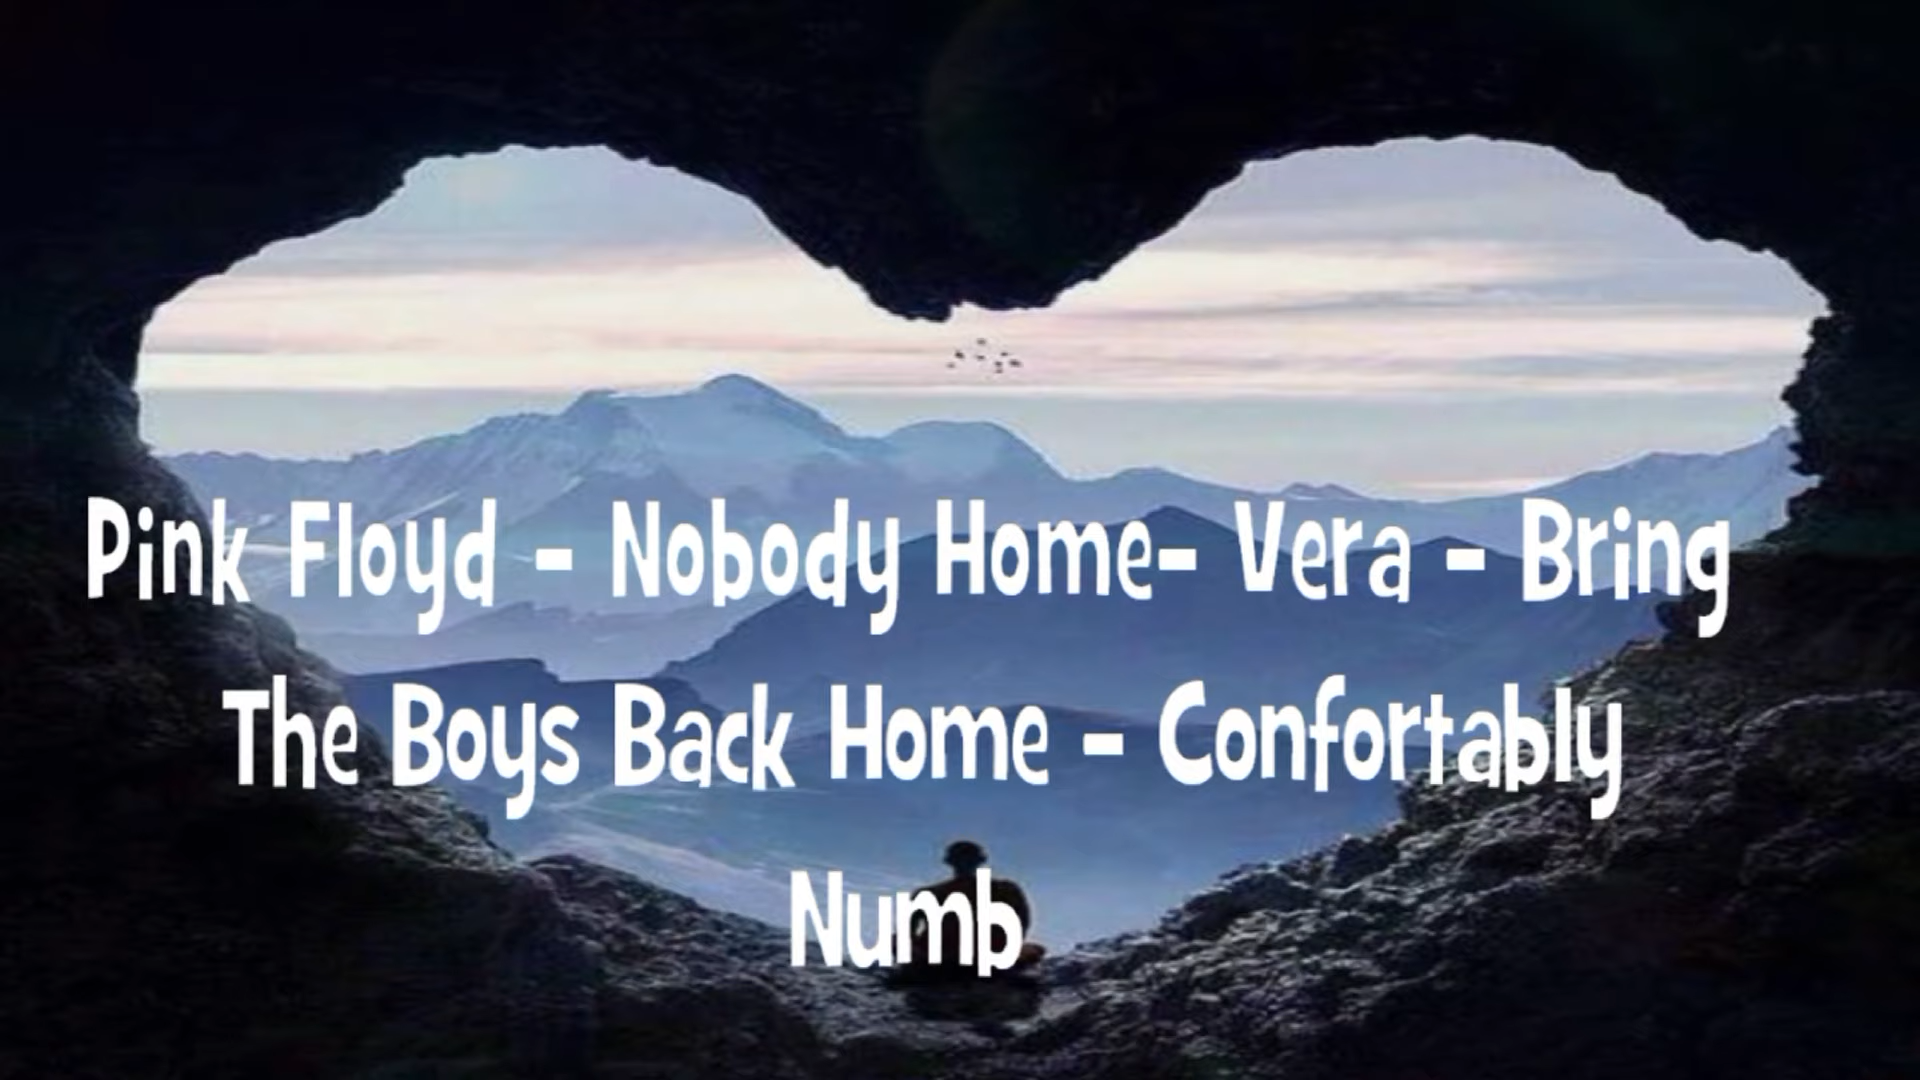 Pink Floyd - Nobody Home- Vera - Bring
The Boys Back Home - Confortably
Numb